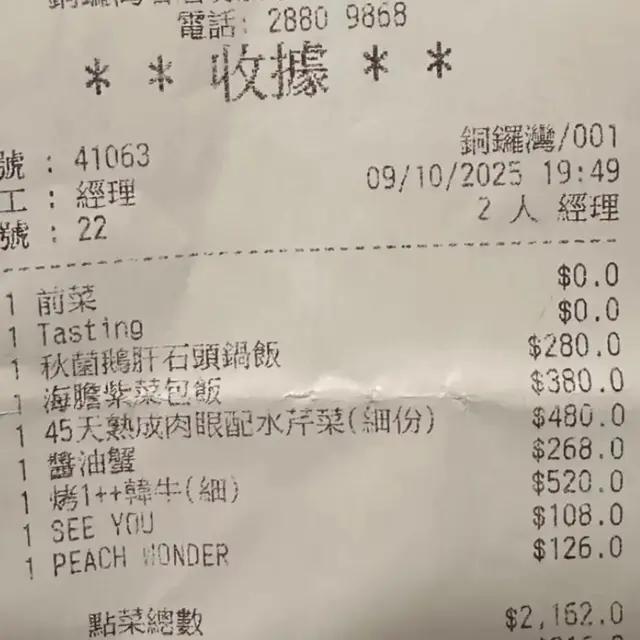 電話: 2880 9868
* * 收據 * *
號 : 41063 銅鑼灣/001
工 : 經理 09/10/2025 19:49
號 : 22 2 人 經理
1 前菜 $0.0
1 Tasting $0.0
1 秋菌鵝肝石頭鍋飯 $280.0
1 海膽紫菜包飯 $380.0
1 45天熟成肉眼配水芹菜(細份) $480.0
1 醬油蟹 $268.0
1 烤1++韓牛(細) $520.0
1 SEE YOU $108.0
1 PEACH WONDER $126.0
點菜總數 $2,162.0